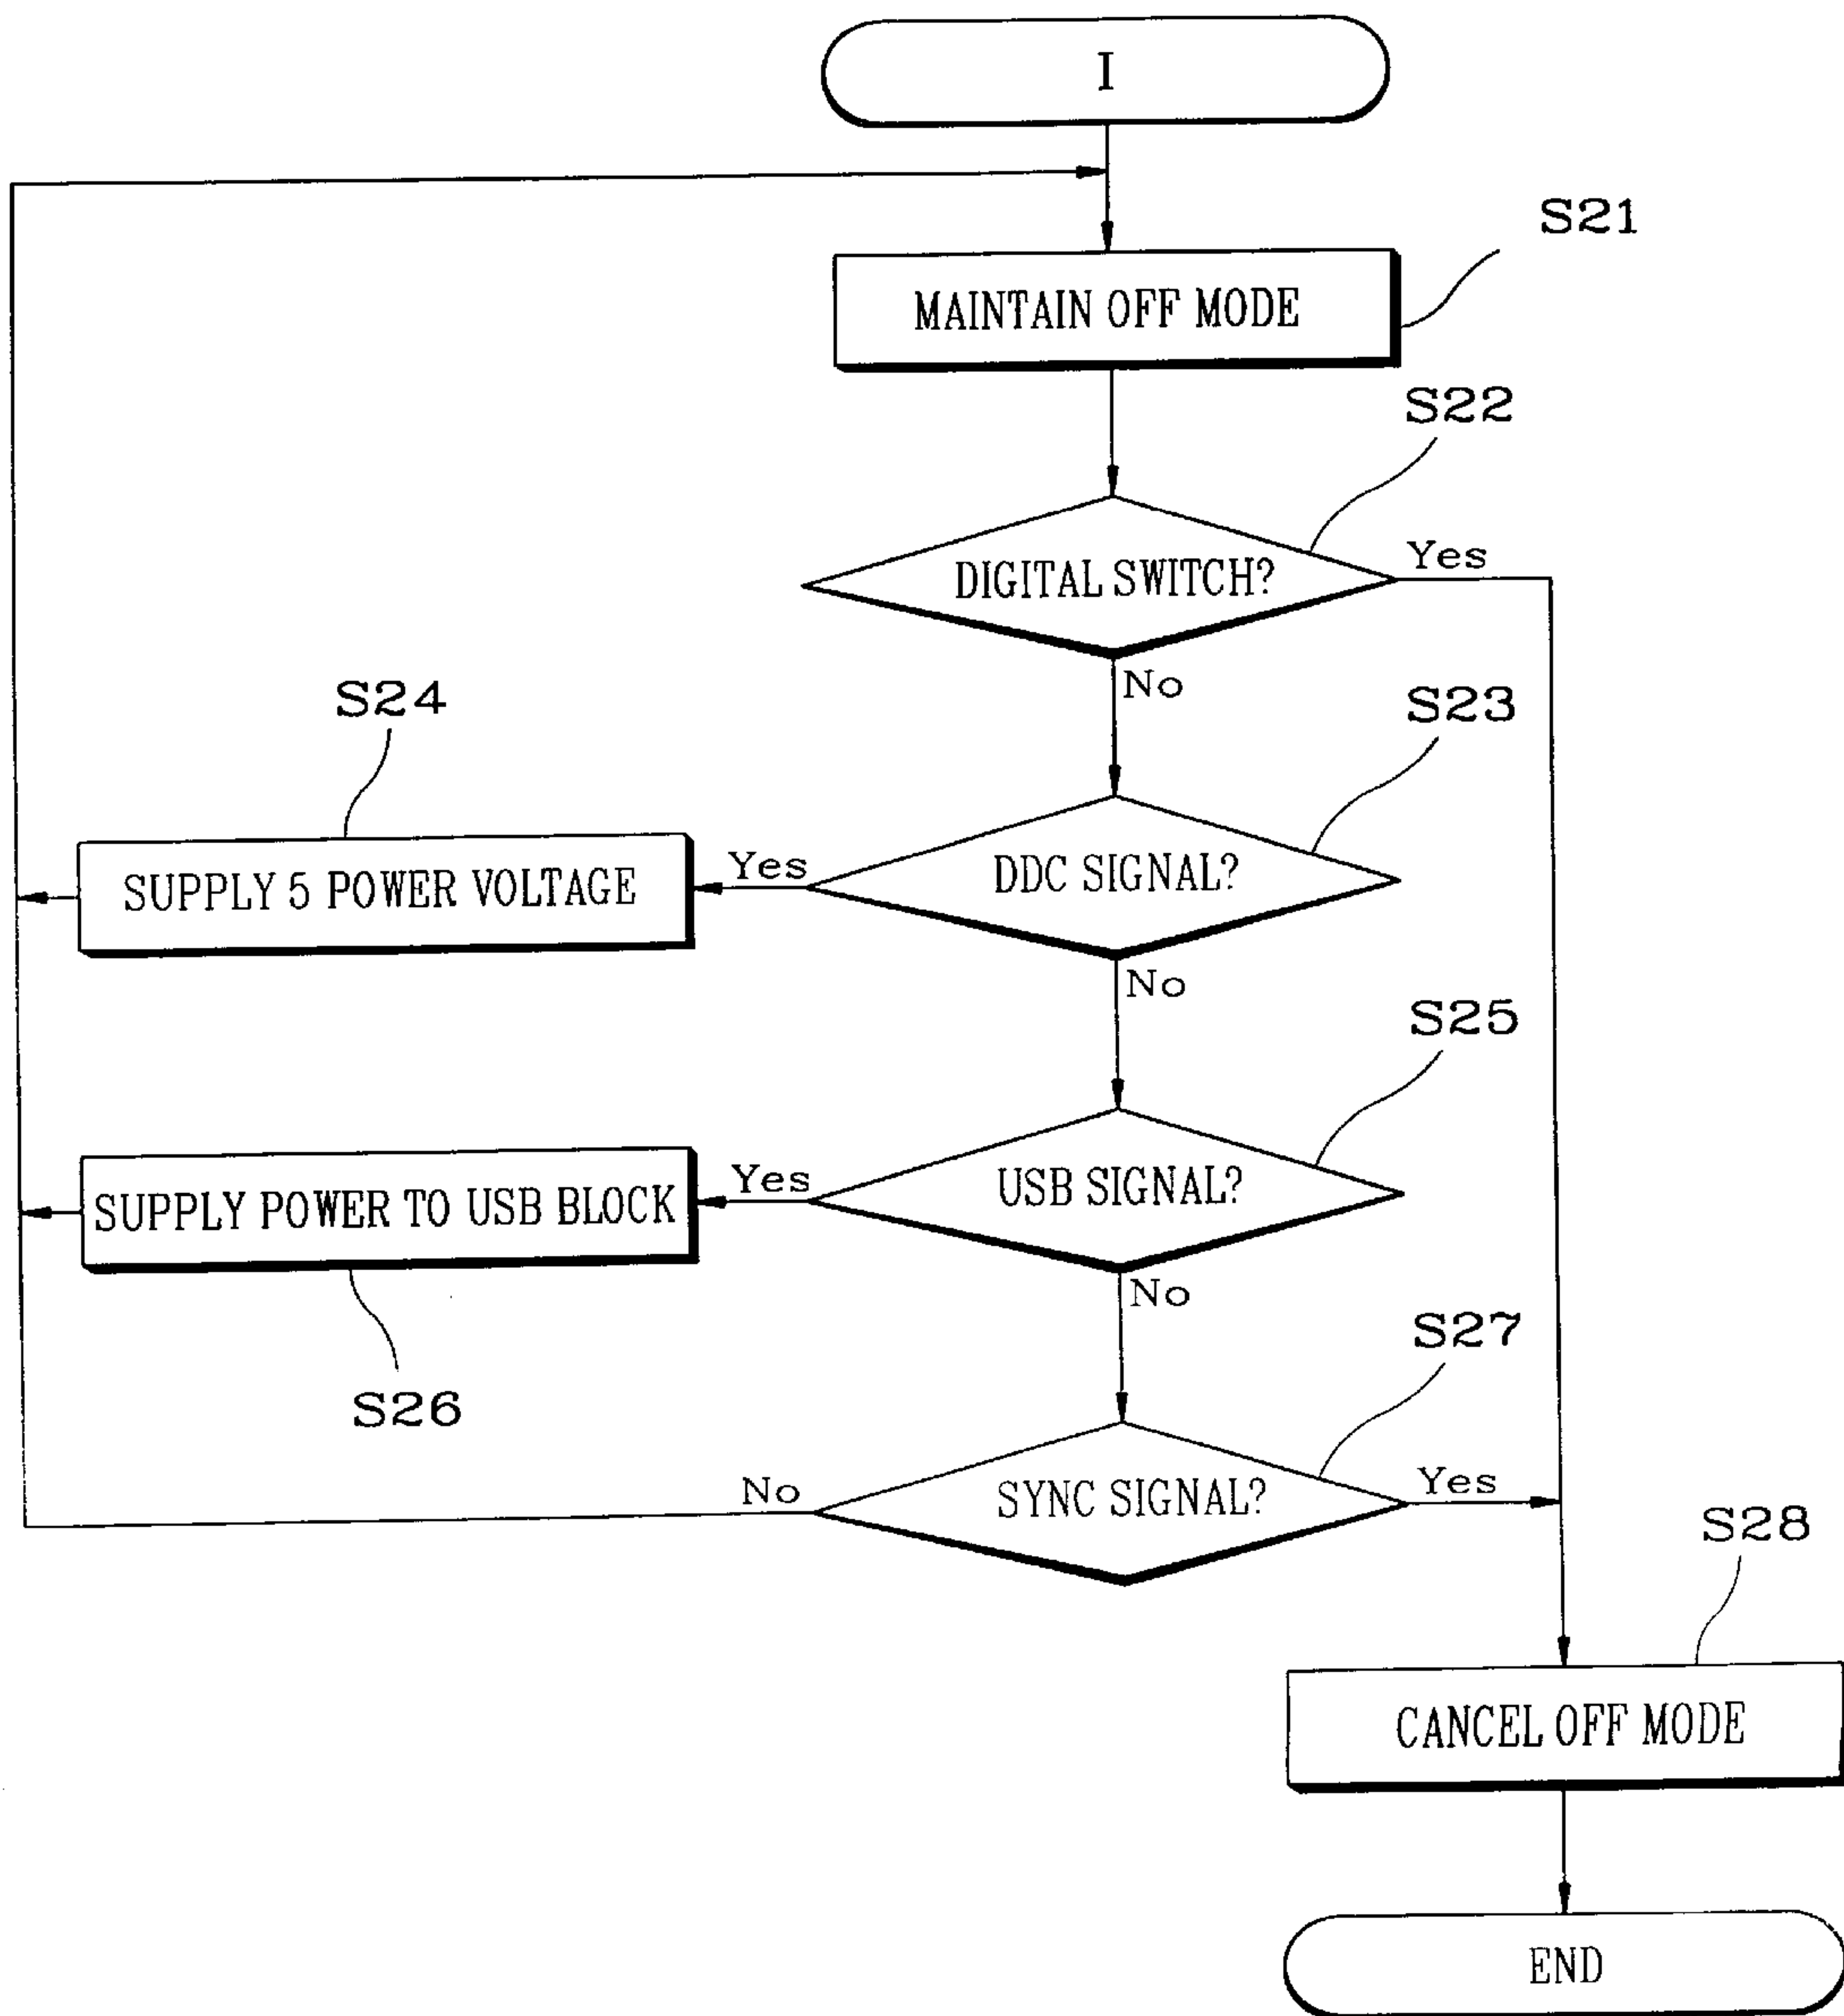 I
S21
MAINTAIN OFF MODE
S22
DIGITAL SWITCH?
Yes
No
S23
S24
DDC SIGNAL?
Yes
SUPPLY 5 POWER VOLTAGE
No
S25
USB SIGNAL?
Yes
SUPPLY POWER TO USB BLOCK
No
S26
S27
SYNC SIGNAL?
No
Yes
S28
CANCEL OFF MODE
END